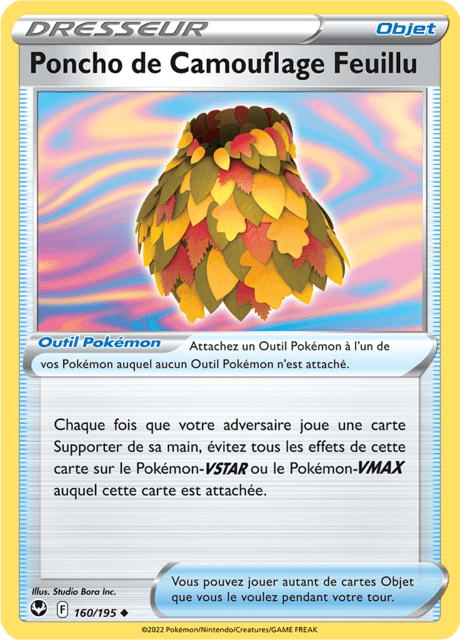 DRESSEUR Objet
Poncho de Camouflage Feuillu
Outil Pokémon Attachez un Outil Pokémon à l'un de
vos Pokémon auquel aucun Outil Pokémon n'est attaché.
Chaque fois que votre adversaire joue une carte
Supporter de sa main, évitez tous les effets de cette
carte sur le Pokémon-VSTAR ou le Pokémon-VMAX
auquel cette carte est attachée.
Illus. Studio Bora Inc.
F 160/195
Vous pouvez jouer autant de cartes Objet
que vous le voulez pendant votre tour.
©2022 Pokémon/Nintendo/Creatures/GAME FREAK